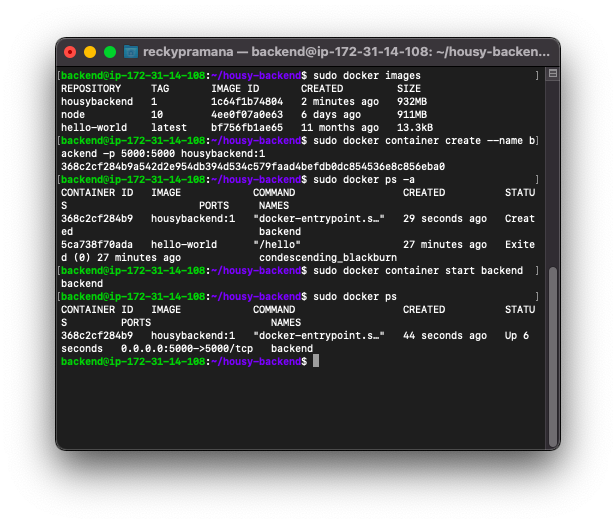 reckypramana — backend@ip-172-31-14-108: ~/housy-backen...
[backend@ip-172-31-14-108:~/housy-backend$ sudo docker images ]
REPOSITORY TAG IMAGE ID CREATED SIZE
housybackend 1 1c64f1b74804 2 minutes ago 932MB
node 10 4ee0f07a0e63 6 days ago 911MB
hello-world latest bf756fb1ae65 11 months ago 13.3kB
[backend@ip-172-31-14-108:~/housy-backend$ sudo docker container create --name b]
ackend -p 5000:5000 housybackend:1
368c2cf284b9a542d2e954db394d534c579faad4befdb0dc854536e8c856eba0
[backend@ip-172-31-14-108:~/housy-backend$ sudo docker ps -a ]
CONTAINER ID IMAGE COMMAND CREATED STATU
S PORTS NAMES
368c2cf284b9 housybackend:1 "docker-entrypoint.s…" 29 seconds ago Creat
ed backend
5ca738f70ada hello-world "/hello" 27 minutes ago Exite
d (0) 27 minutes ago condescending_blackburn
[backend@ip-172-31-14-108:~/housy-backend$ sudo docker container start backend ]
backend
[backend@ip-172-31-14-108:~/housy-backend$ sudo docker ps ]
CONTAINER ID IMAGE COMMAND CREATED STATU
S PORTS NAMES
368c2cf284b9 housybackend:1 "docker-entrypoint.s…" 44 seconds ago Up 6
seconds 0.0.0.0:5000->5000/tcp backend
backend@ip-172-31-14-108:~/housy-backend$